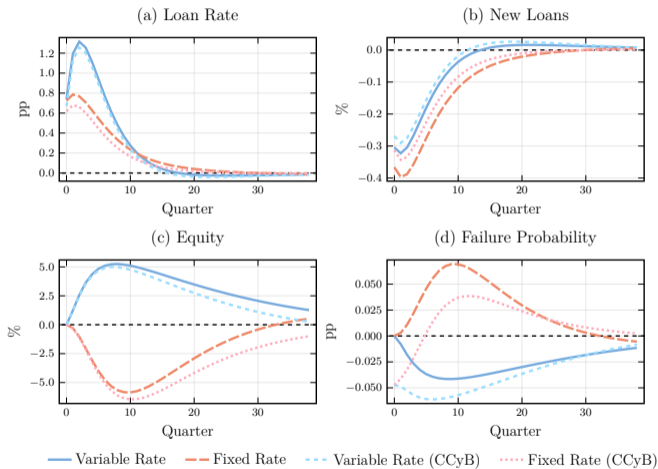 (a) Loan Rate
(b) New Loans
1.2
1.0
0.8
0.6
0.4
0.2
0.0
pp
0 10 20 30
Quarter
0.0
−0.1
−0.2
−0.3
−0.4
%
0 10 20 30
Quarter
(c) Equity
(d) Failure Probability
5.0
2.5
0.0
−2.5
−5.0
%
0 10 20 30
Quarter
0.050
0.025
0.000
−0.025
−0.050
pp
0 10 20 30
Quarter
Variable Rate Fixed Rate Variable Rate (CCyB) Fixed Rate (CCyB)